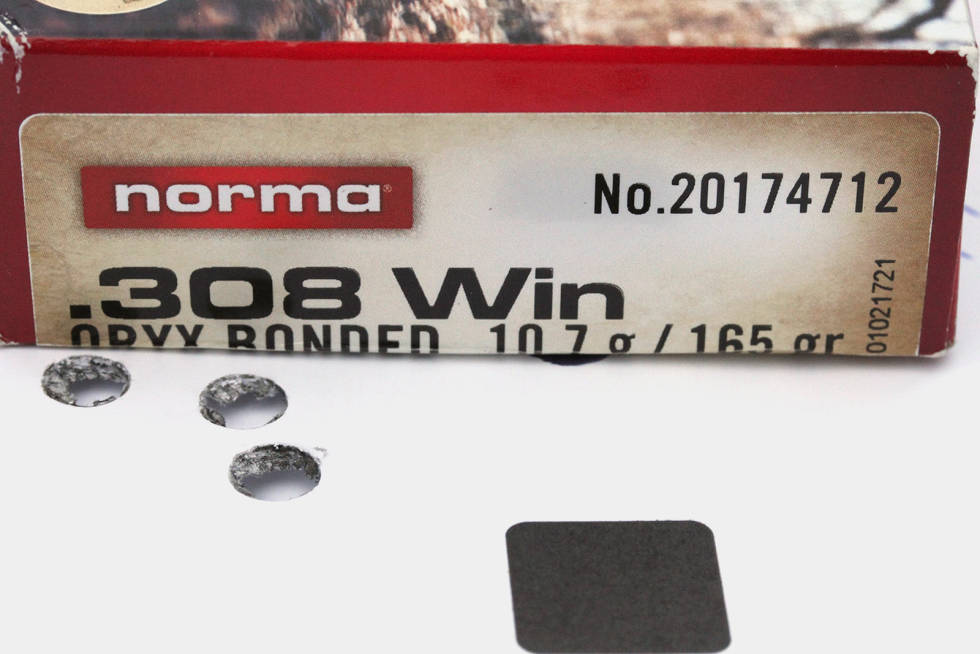 norma®
No.20174712
.308 Win
ORYX BONDED 10.7 g / 165 gr
01021721